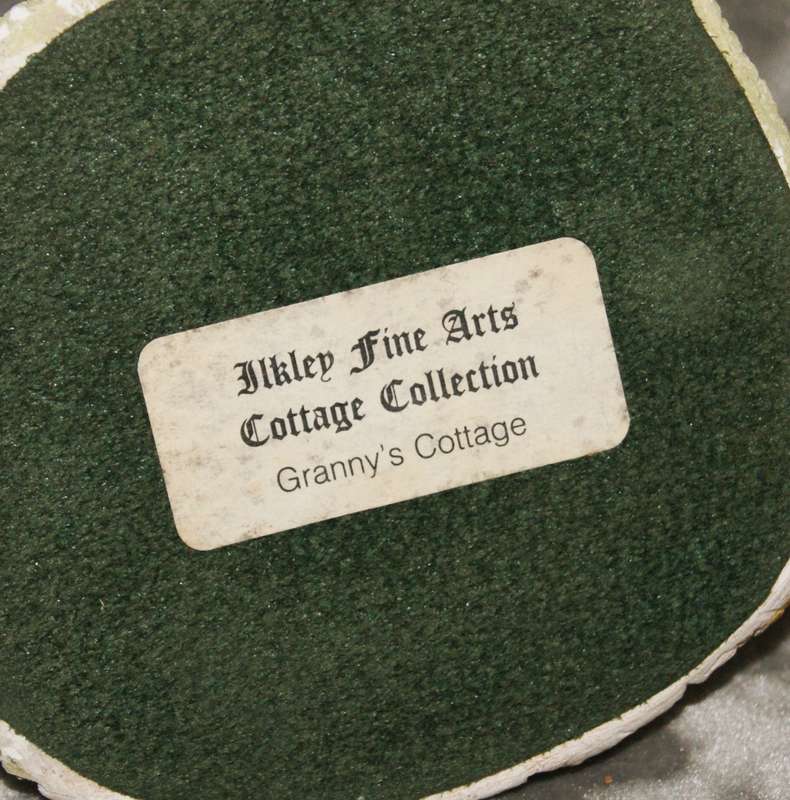 Ilkley Fine Arts
Cottage Collection
Granny's Cottage